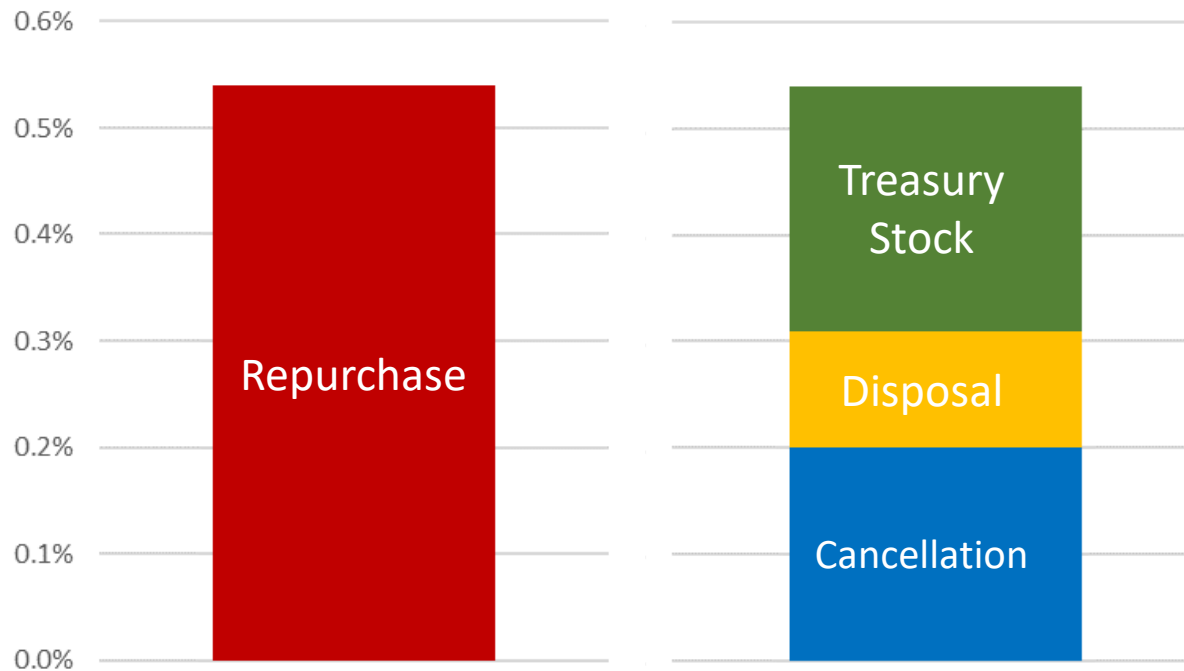 0.6%
0.5%
0.4%
0.3%
0.2%
0.1%
0.0%
Repurchase
Treasury
Stock
Disposal
Cancellation